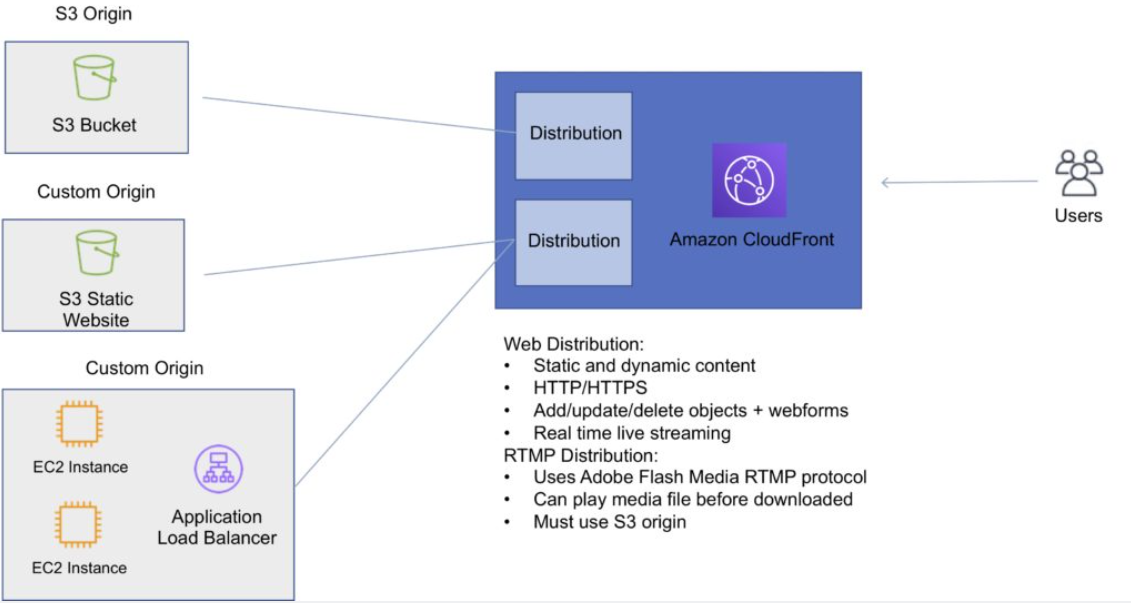 S3 Origin
S3 Bucket
Custom Origin
S3 Static
Website
Custom Origin
EC2 Instance
EC2 Instance
Application
Load Balancer
Distribution
Distribution
Amazon CloudFront
Users
Web Distribution:
• Static and dynamic content
• HTTP/HTTPS
• Add/update/delete objects + webforms
• Real time live streaming
RTMP Distribution:
• Uses Adobe Flash Media RTMP protocol
• Can play media file before downloaded
• Must use S3 origin